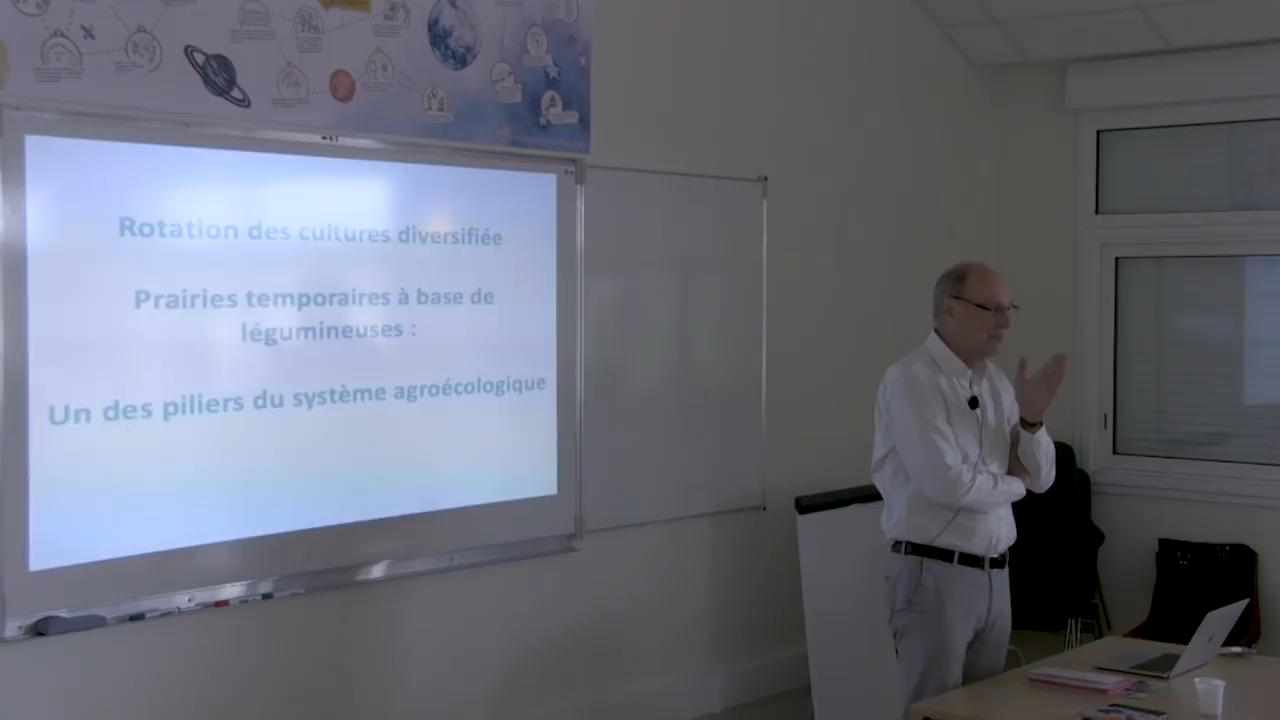 Rotation des cultures diversifiée
Prairies temporaires à base de
légumineuses :
Un des piliers du système agroécologique